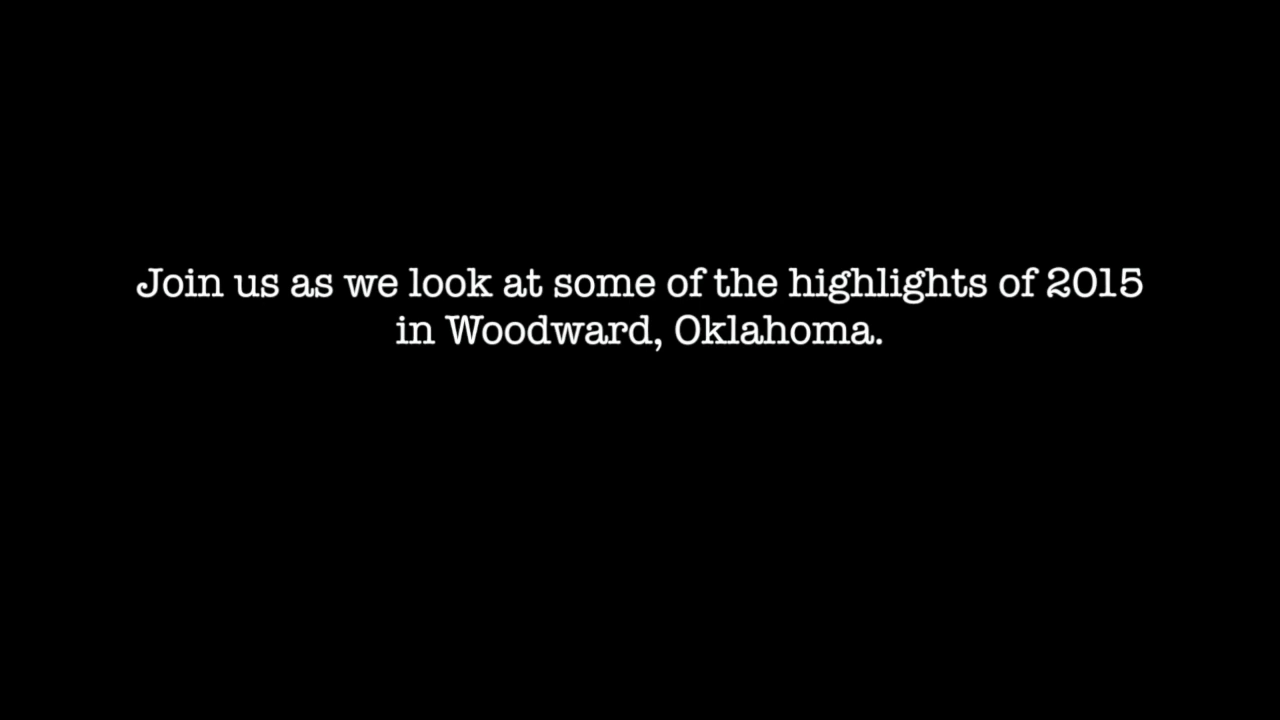 Join us as we look at some of the highlights of 2015
in Woodward, Oklahoma.